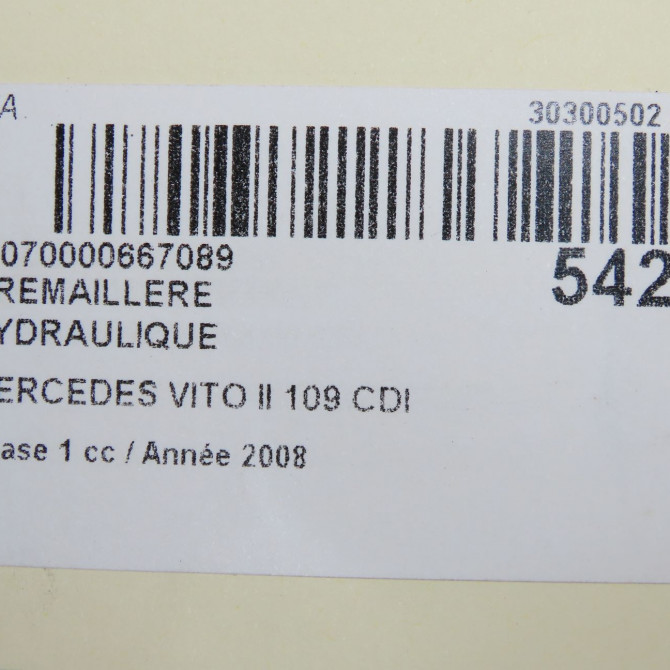 A 30300502
070000667089 542
REMAILLERE
YDRAULIQUE
ERCEDES VITO II 109 CDI
ase 1 cc / Année 2008